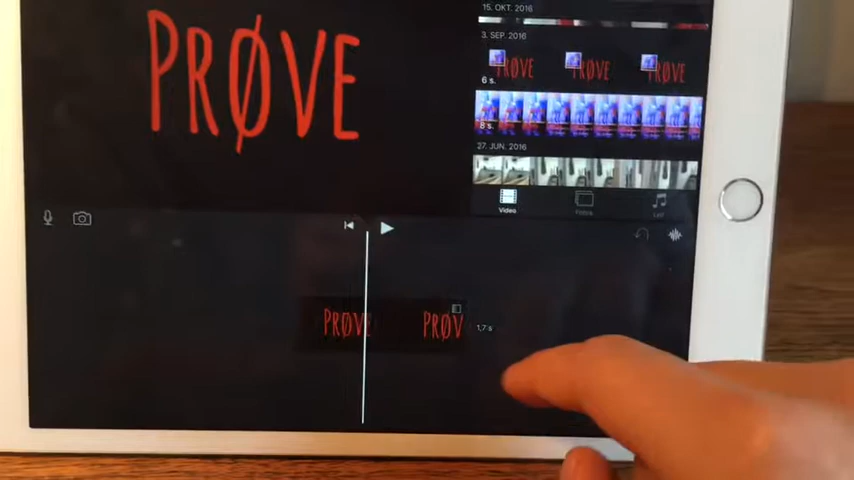 PRØVE
15. OKT. 2016
3. SEP. 2016
PRØVE PRØVE PRØVE
6 s.
8 s.
27. JUN. 2016
Video
Lyd
PRØVE PRØV
1,7 s